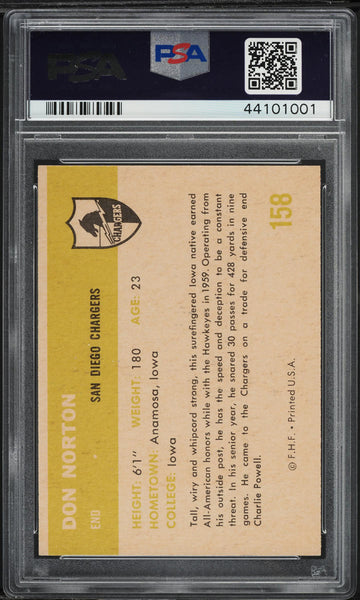 PSA
PSA
44101001
DON NORTON
END
SAN DIEGO CHARGERS
CHARGERS
HEIGHT: 6'1" WEIGHT: 180 AGE: 23
HOMETOWN: Anamosa, Iowa
COLLEGE: Iowa
Tall, wiry and whipcord strong, this surefingered Iowa native earned
All-American honors while with the Hawkeyes in 1959. Operating from
his outside post, he has the speed and deception to be a constant
threat. In his senior year, he snared 30 passes for 428 yards in nine
games. He came to the Chargers on a trade for defensive end
Charlie Powell.
© F.H.F. • Printed U.S.A.
158